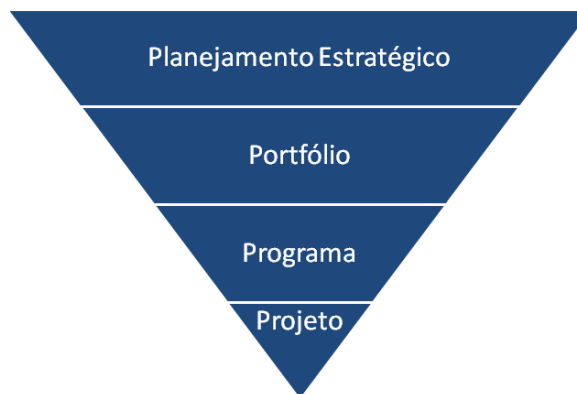 Planejamento Estratégico
Portfólio
Programa
Projeto